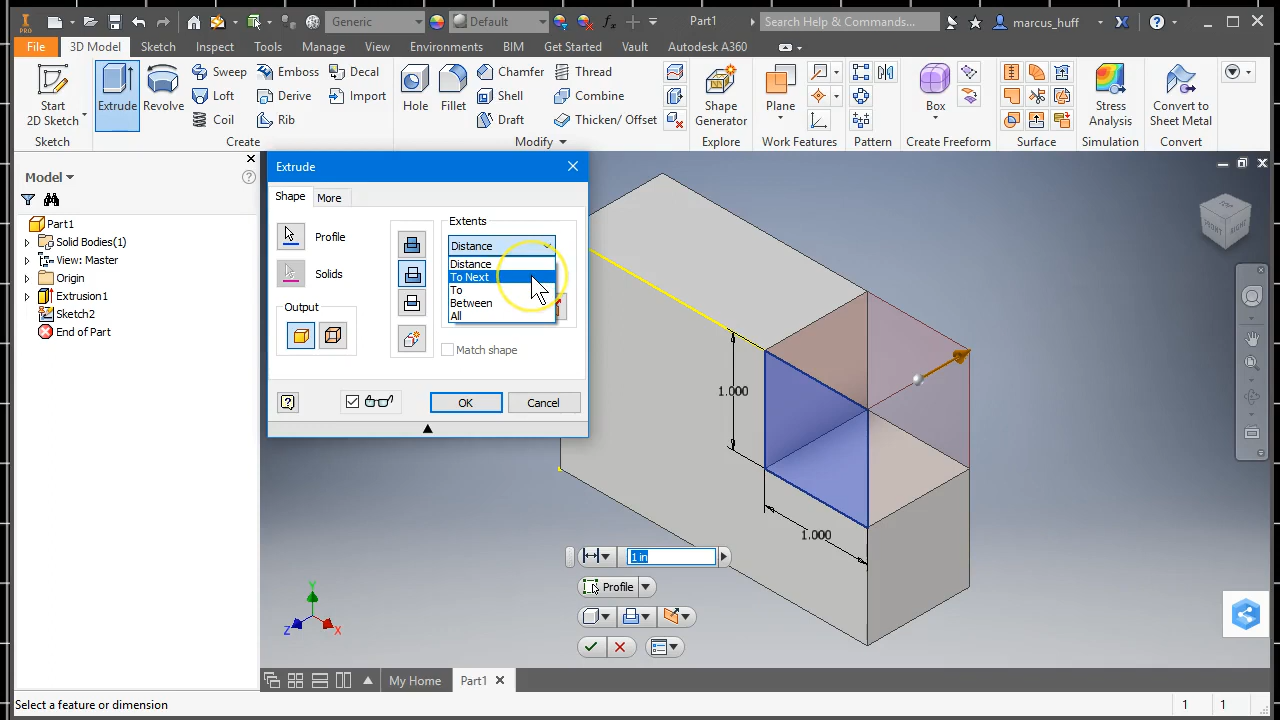 PRO
Generic
Default
Part1
Search Help & Commands...
marcus_huff
File
3D Model
Sketch
Inspect
Tools
Manage
View
Environments
BIM
Get Started
Vault
Autodesk A360
Start
2D Sketch
Extrude
Revolve
Sweep
Loft
Coil
Emboss
Derive
Rib
Decal
Import
Hole
Fillet
Chamfer
Shell
Draft
Thread
Combine
Thicken/ Offset
Shape
Generator
Plane
Box
Stress
Analysis
Convert to
Sheet Metal
Sketch
Create
Modify
Explore
Work Features
Pattern
Create Freeform
Surface
Simulation
Convert
Model
Part1
Solid Bodies(1)
View: Master
Origin
Extrusion1
Sketch2
End of Part
Extrude
Shape
More
Profile
Solids
Output
Extents
Distance
Distance
To Next
To
Between
All
Match shape
OK
Cancel
1.000
1.000
1 in
Profile
Y
Z
X
My Home
Part1
Select a feature or dimension
1
1